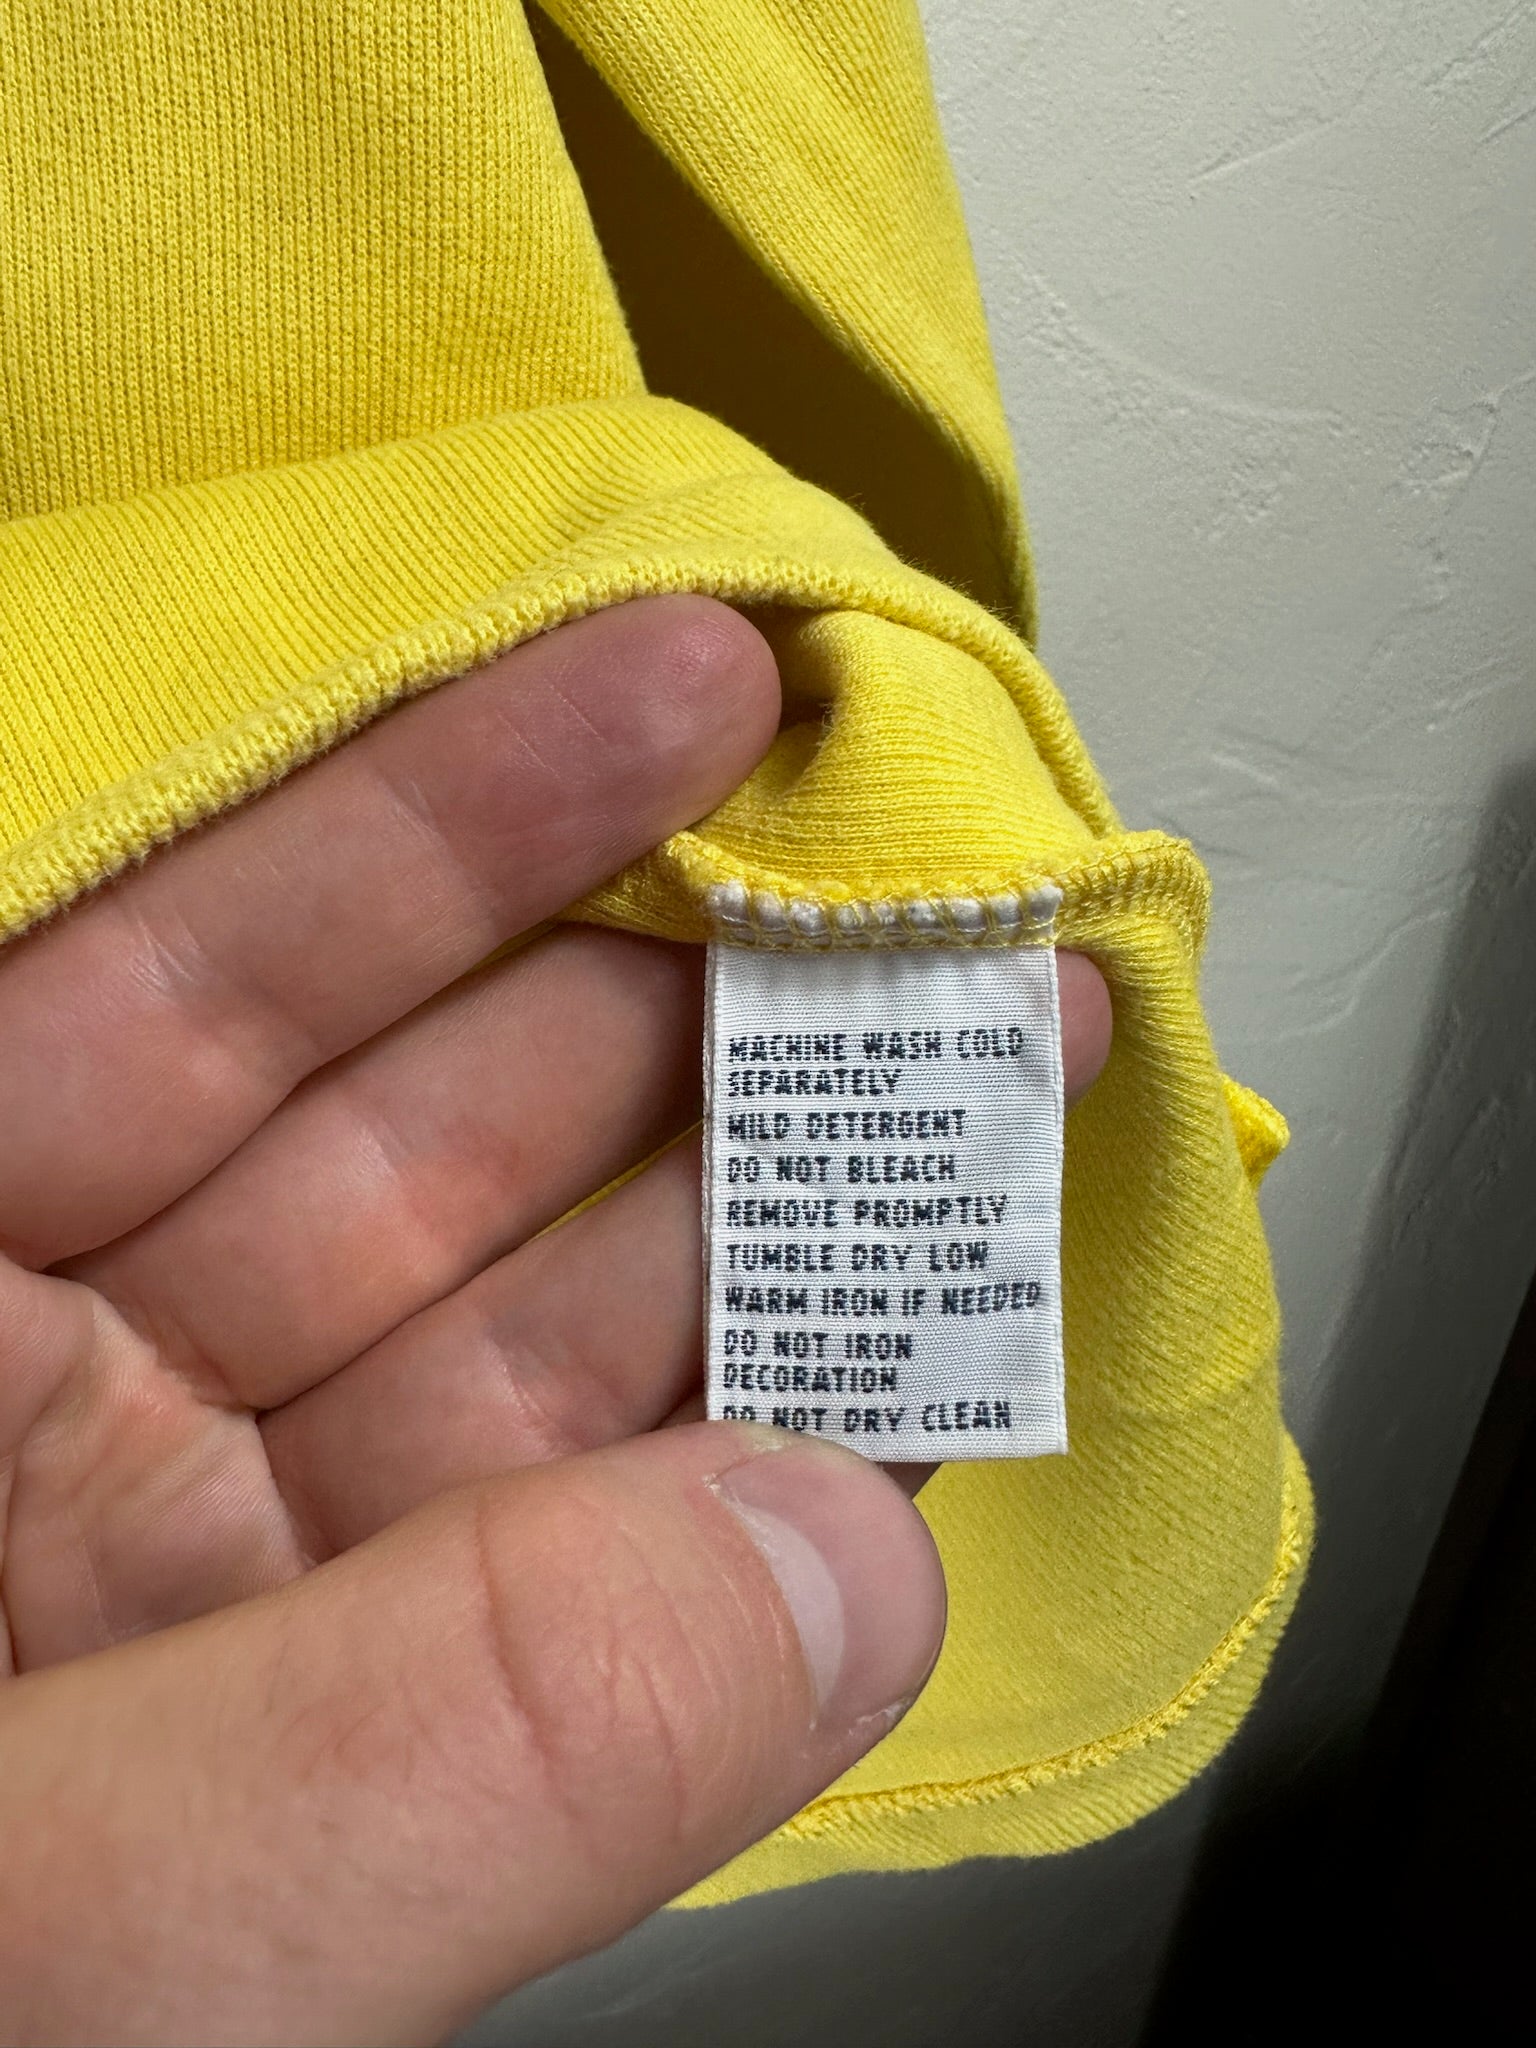 MACHINE WASH COLD
SEPARATELY
MILD DETERGENT
DO NOT BLEACH
REMOVE PROMPTLY
TUMBLE DRY LOW
WARM IRON IF NEEDED
DO NOT IRON
DECORATION
DO NOT DRY CLEAN